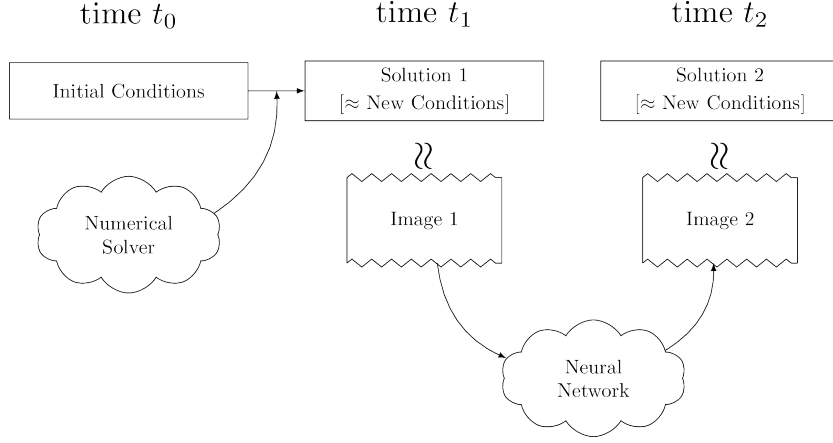 time t₀
time t₁
time t₂
Initial Conditions
Solution 1
[≈ New Conditions]
Solution 2
[≈ New Conditions]
≈
≈
Numerical
Solver
Image 1
Image 2
Neural
Network